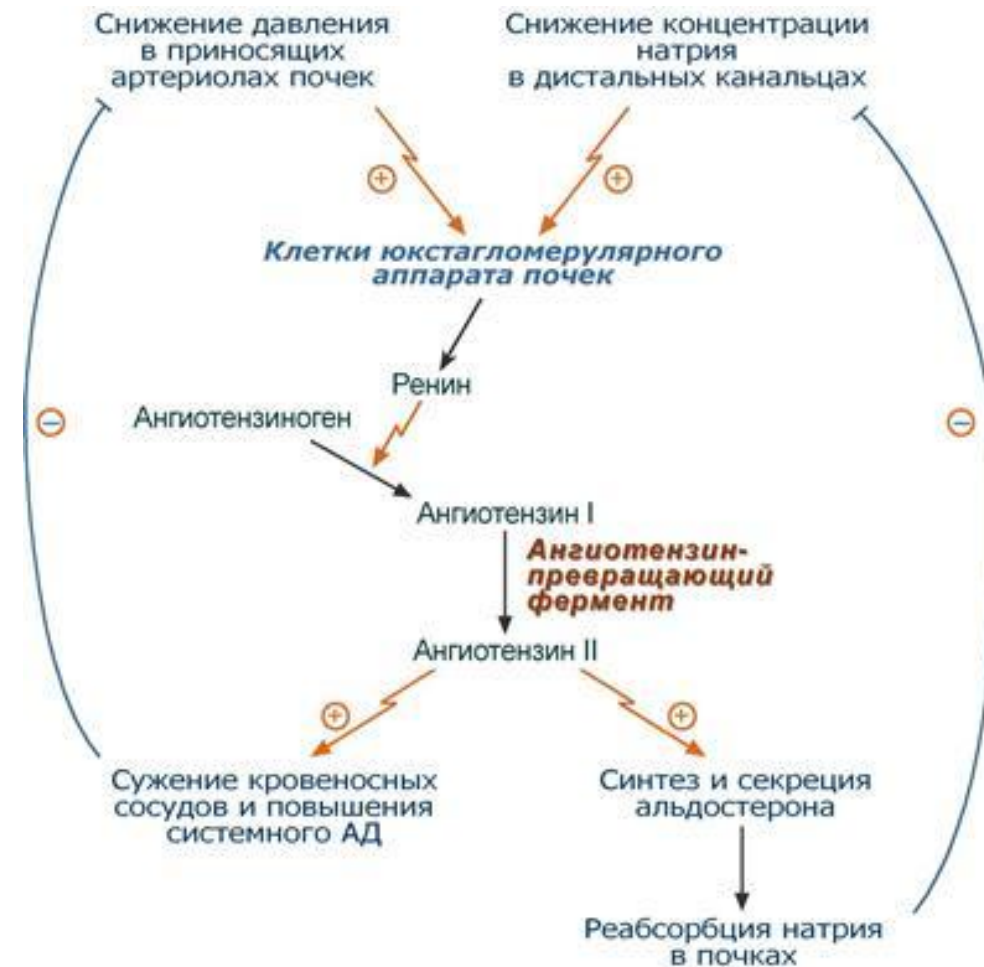 Снижение давления
в приносящих
артериолах почек
Снижение концентрации
натрия
в дистальных канальцах
+
+
Клетки юкстагломерулярного
аппарата почек
Ренин
Ангиотензиноген
−
−
Ангиотензин I
Ангиотензин-
превращающий
фермент
Ангиотензин II
+
+
Сужение кровеносных
сосудов и повышения
системного АД
Синтез и секреция
альдостерона
Реабсорбция натрия
в почках